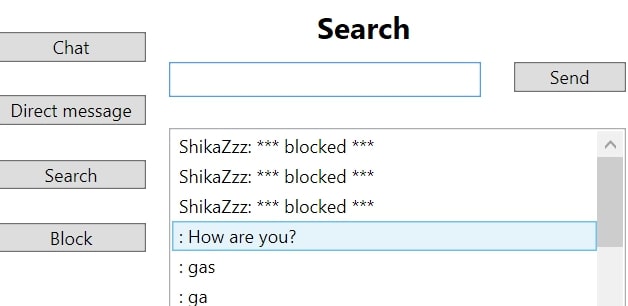 Search
Chat
Send
Direct message
Search
Block
ShikaZzz: *** blocked ***
ShikaZzz: *** blocked ***
ShikaZzz: *** blocked ***
: How are you?
: gas
: ga